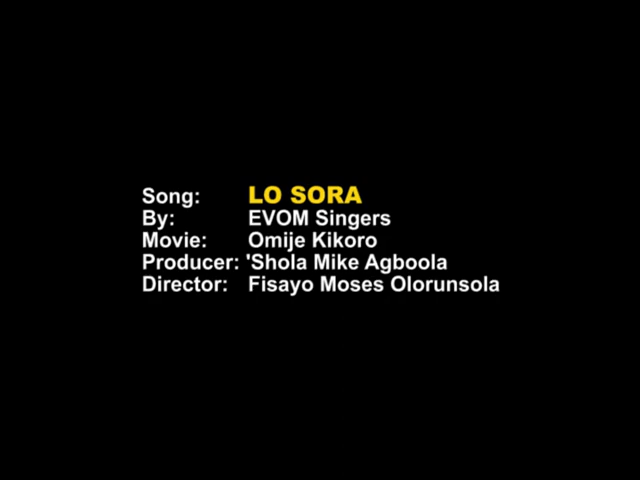 Song: LO SORA
By: EVOM Singers
Movie: Omije Kikoro
Producer: 'Shola Mike Agboola
Director: Fisayo Moses Olorunsola